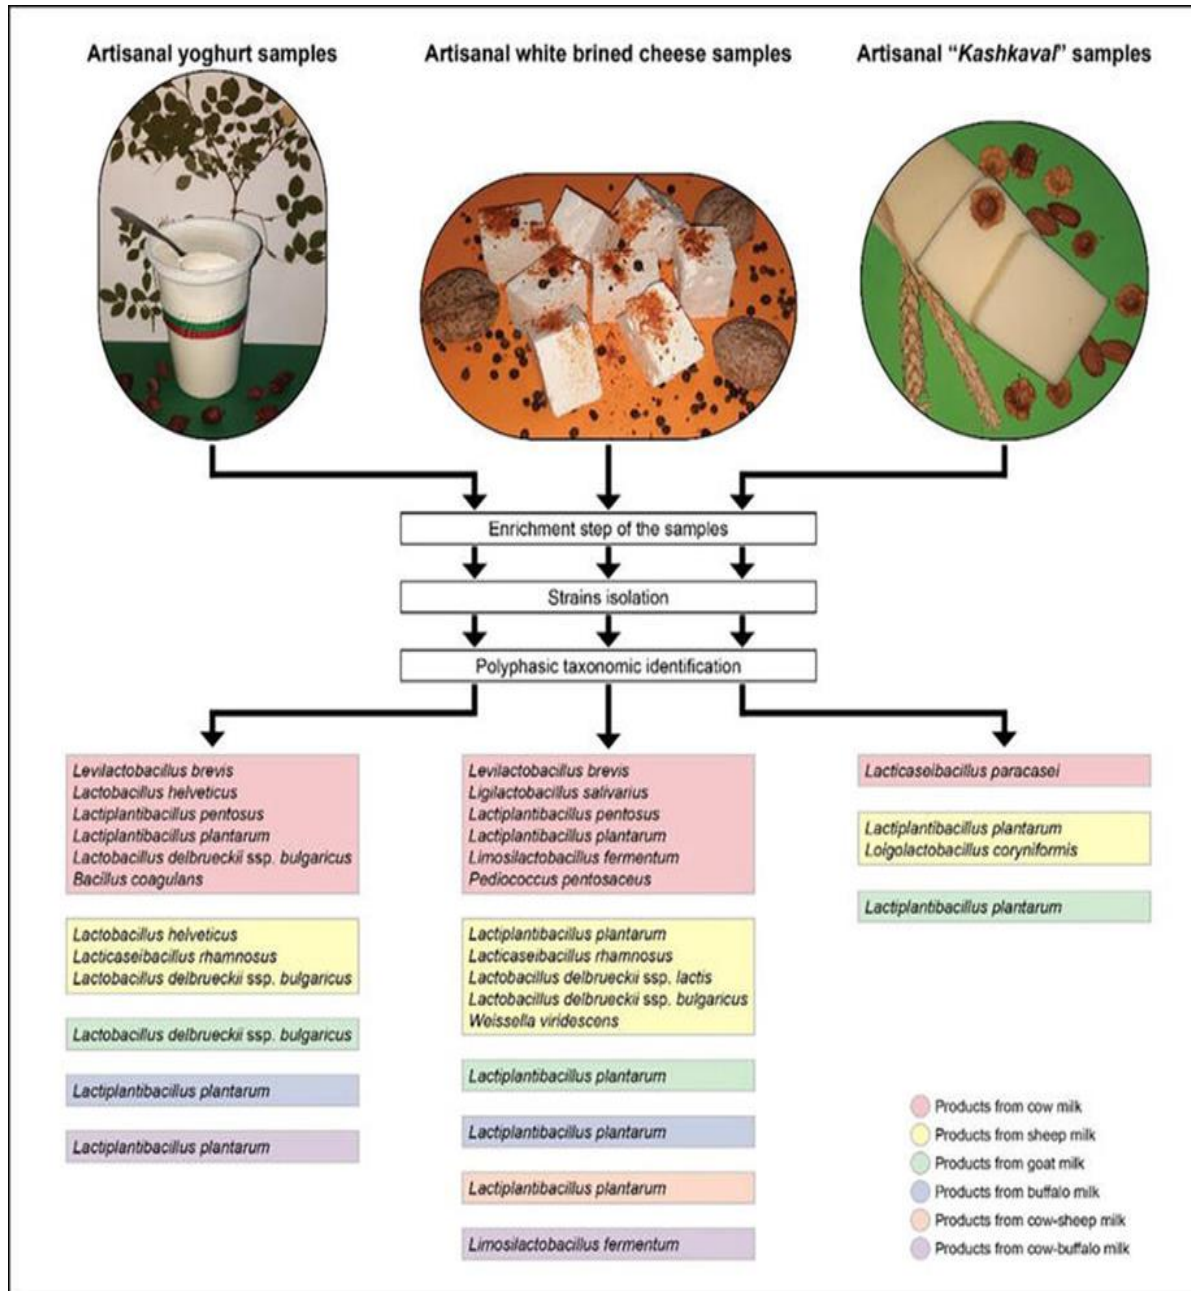 Artisanal yoghurt samples
Artisanal white brined cheese samples
Artisanal “Kashkaval” samples
Enrichment step of the samples
Strains isolation
Polyphasic taxonomic identification
Levilactobacillus brevis
Lactobacillus helveticus
Lactiplantibacillus pentosus
Lactiplantibacillus plantarum
Lactobacillus delbrueckii ssp. bulgaricus
Bacillus coagulans
Lactobacillus helveticus
Lacticaseibacillus rhamnosus
Lactobacillus delbrueckii ssp. bulgaricus
Lactobacillus delbrueckii ssp. bulgaricus
Lactiplantibacillus plantarum
Lactiplantibacillus plantarum
Levilactobacillus brevis
Ligilactobacillus salivarius
Lactiplantibacillus pentosus
Lactiplantibacillus plantarum
Limosilactobacillus fermentum
Pediococcus pentosaceus
Lactiplantibacillus plantarum
Lacticaseibacillus rhamnosus
Lactobacillus delbrueckii ssp. lactis
Lactobacillus delbrueckii ssp. bulgaricus
Weissella viridescens
Lactiplantibacillus plantarum
Lactiplantibacillus plantarum
Lactiplantibacillus plantarum
Limosilactobacillus fermentum
Lacticaseibacillus paracasei
Lactiplantibacillus plantarum
Loigolactobacillus coryniformis
Lactiplantibacillus plantarum
Products from cow milk
Products from sheep milk
Products from goat milk
Products from buffalo milk
Products from cow-sheep milk
Products from cow-buffalo milk